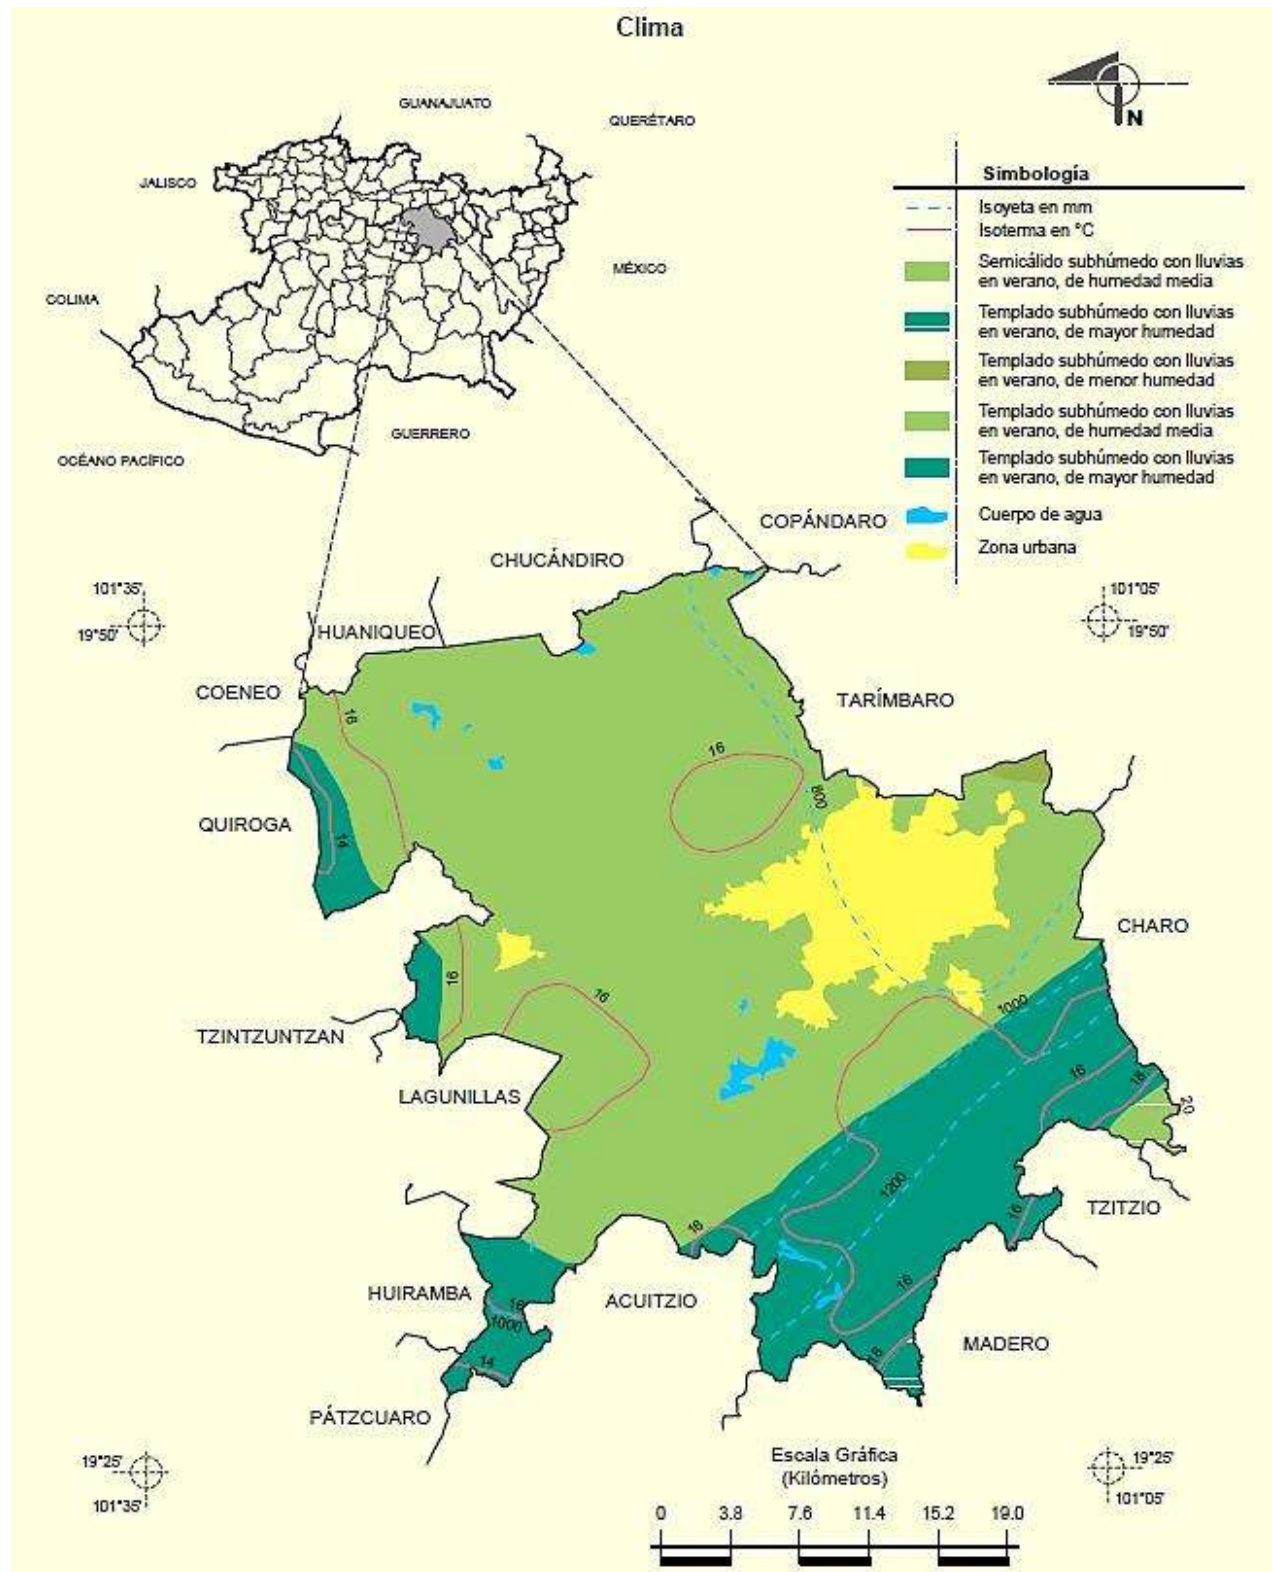 Clima
GUANAJUATO
QUERÉTARO
JALISCO
MÉXICO
COLIMA
GUERRERO
OCÉANO PACÍFICO
N
Simbología
Isoyeta en mm
Isoterma en °C
Semicálido subhúmedo con lluvias
en verano, de humedad media
Templado subhúmedo con lluvias
en verano, de mayor humedad
Templado subhúmedo con lluvias
en verano, de menor humedad
Templado subhúmedo con lluvias
en verano, de humedad media
Templado subhúmedo con lluvias
en verano, de mayor humedad
Cuerpo de agua
Zona urbana
COPÁNDARO
CHUCÁNDIRO
101°35'
19°50'
101°05'
19°50'
HUANIQUEO
COENEO
TARÍMBARO
16
16
800
QUIROGA
14
CHARO
16
16
1000
TZINTZUNTZAN
LAGUNILLAS
16
18
20
1200
TZITZIO
16
16
HUIRAMBA
16
1000
ACUITZIO
16
MADERO
18
14
PÁTZCUARO
19°25'
101°35'
19°25'
101°05'
Escala Gráfica
(Kilómetros)
0 3.8 7.6 11.4 15.2 19.0